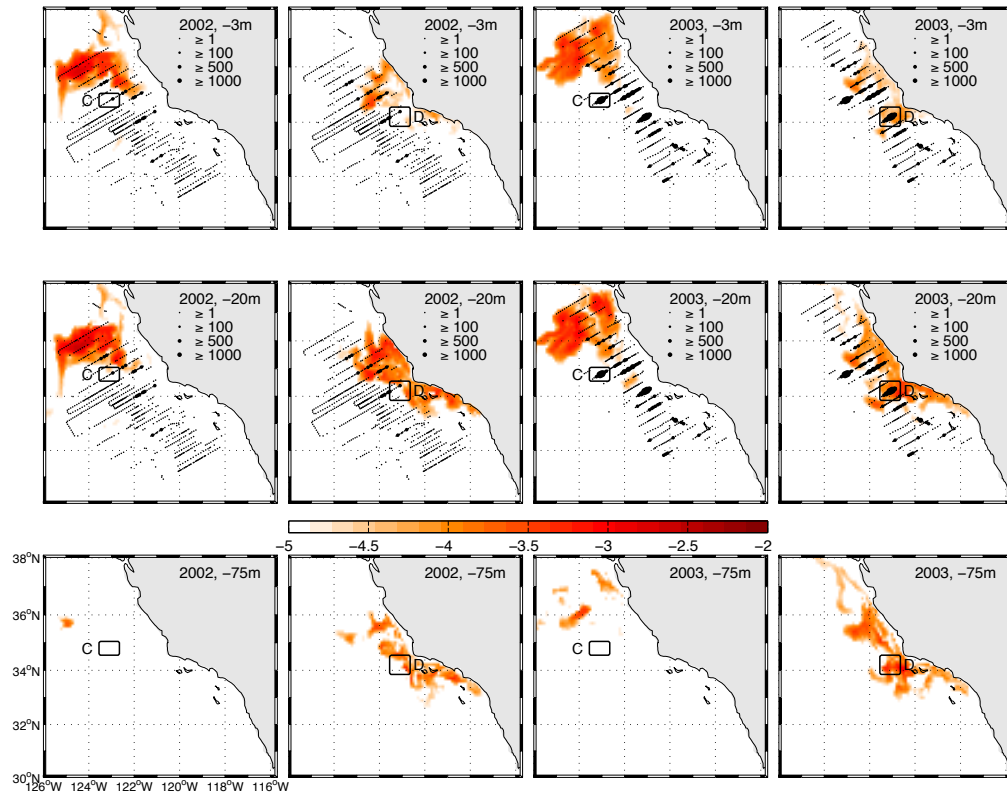 2002, −3m
≥ 1
≥ 100
≥ 500
≥ 1000
C
2002, −3m
≥ 1
≥ 100
≥ 500
≥ 1000
D
2003, −3m
≥ 1
≥ 100
≥ 500
≥ 1000
C
2003, −3m
≥ 1
≥ 100
≥ 500
≥ 1000
D
2002, −20m
≥ 1
≥ 100
≥ 500
≥ 1000
C
2002, −20m
≥ 1
≥ 100
≥ 500
≥ 1000
D
2003, −20m
≥ 1
≥ 100
≥ 500
≥ 1000
C
2003, −20m
≥ 1
≥ 100
≥ 500
≥ 1000
D
−5 −4.5 −4 −3.5 −3 −2.5 −2
38°N
36°N
34°N
32°N
30°N
126°W 124°W 122°W 120°W 118°W 116°W
2002, −75m
C
2002, −75m
D
2003, −75m
C
2003, −75m
D